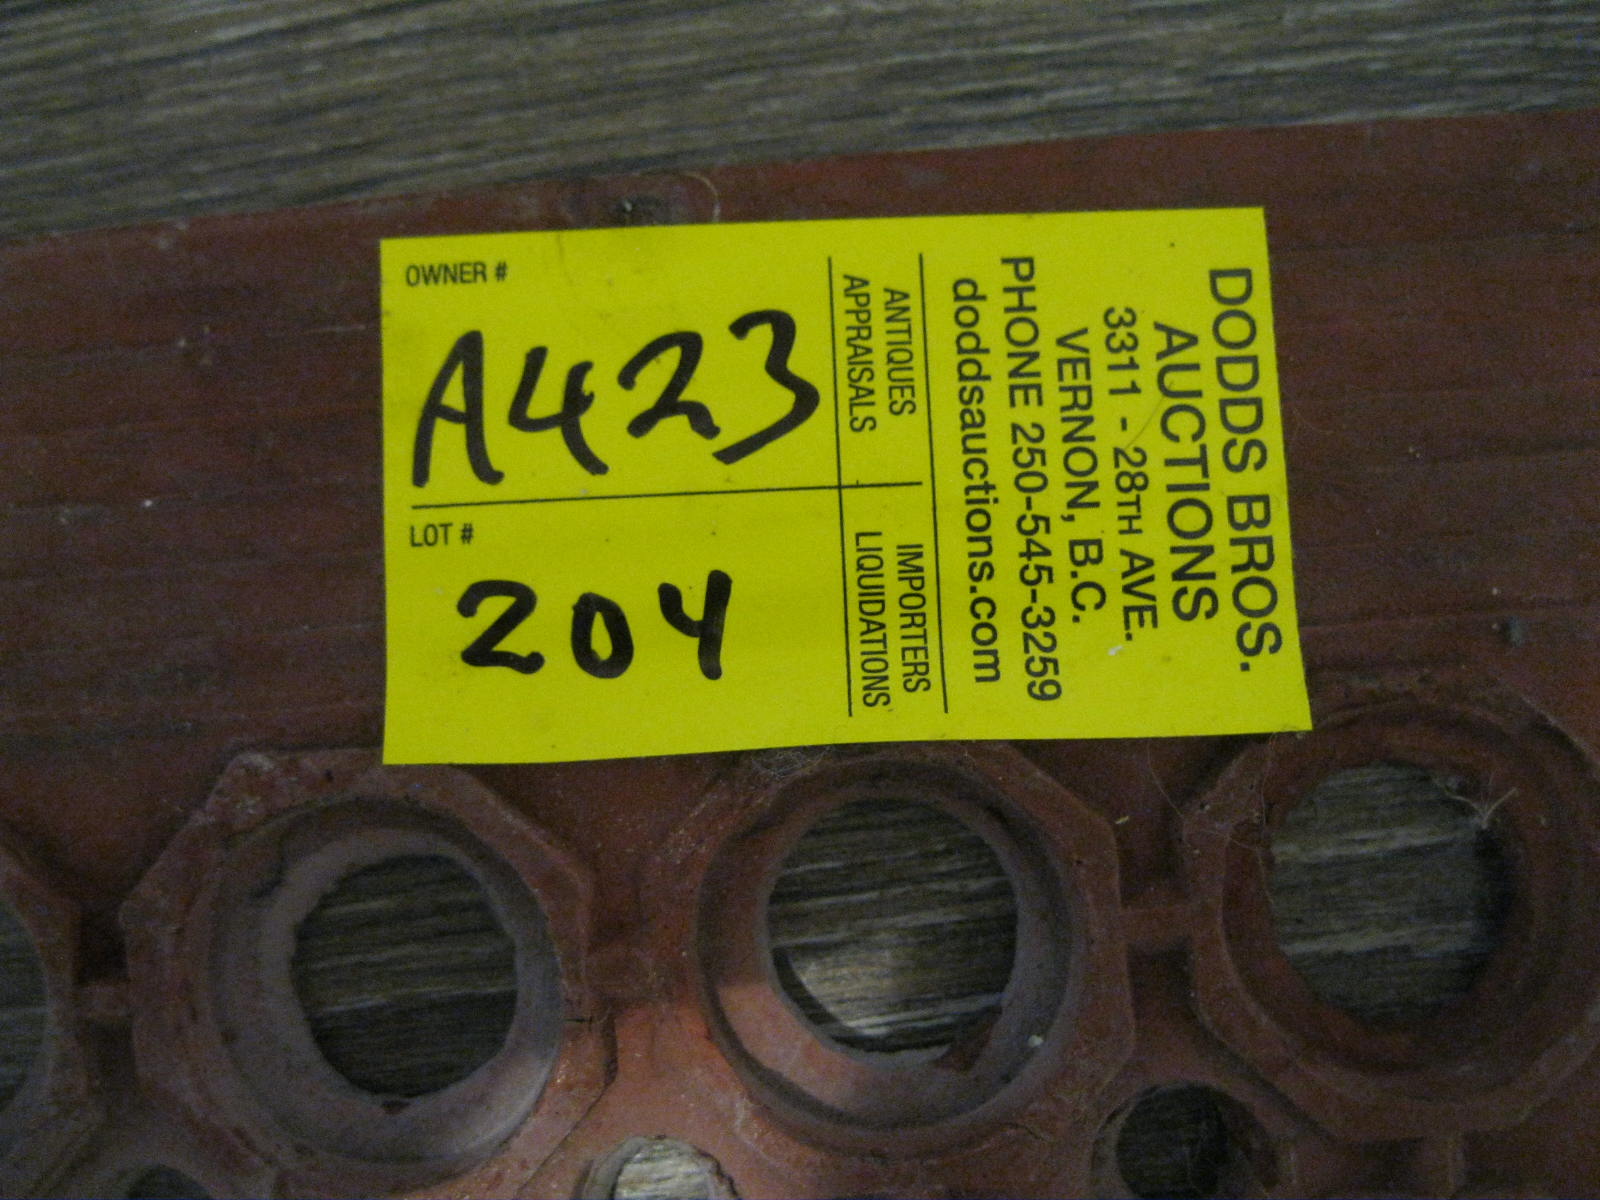 OWNER #
A423
LOT #
204
ANTIQUES
APPRAISALS
IMPORTERS
LIQUIDATIONS
DODDS BROS.
AUCTIONS
3311 - 28TH AVE.
VERNON, B.C.
PHONE 250-545-3259
doddsauctions.com